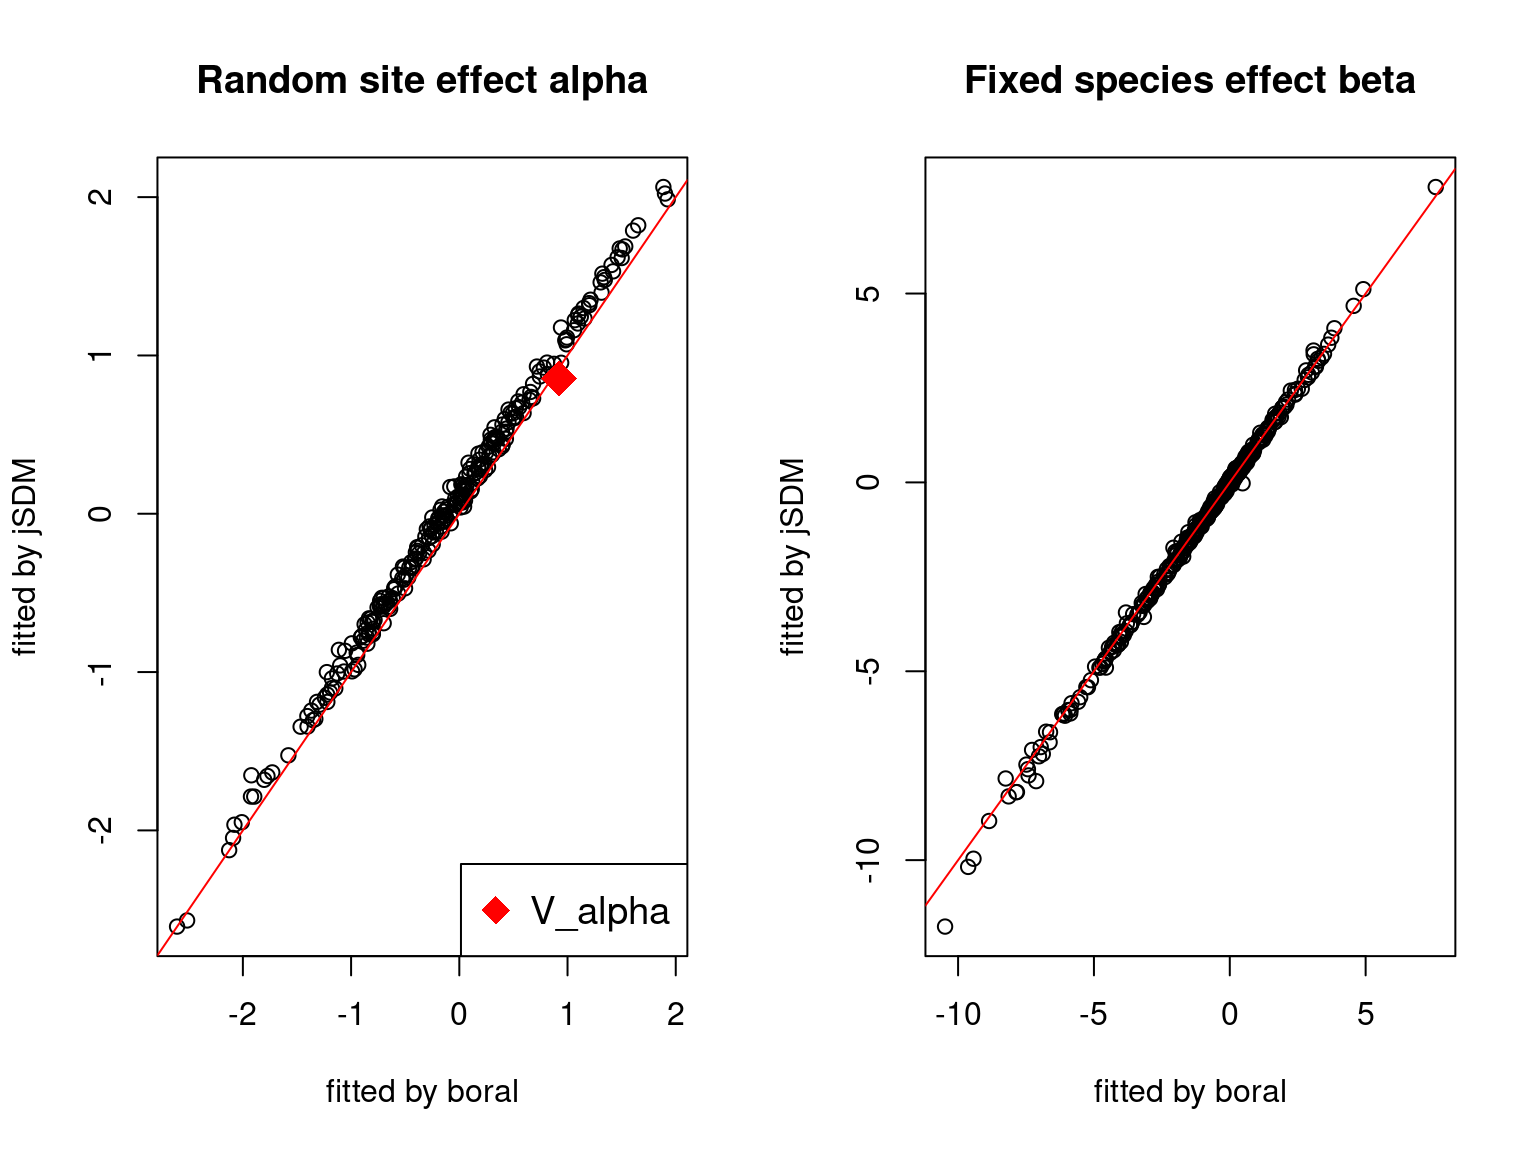 Random site effect alpha
fitted by jSDM
2
1
0
-1
-2
V_alpha
-2 -1 0 1 2
fitted by boral
Fixed species effect beta
fitted by jSDM
5
0
-5
-10
-10 -5 0 5
fitted by boral